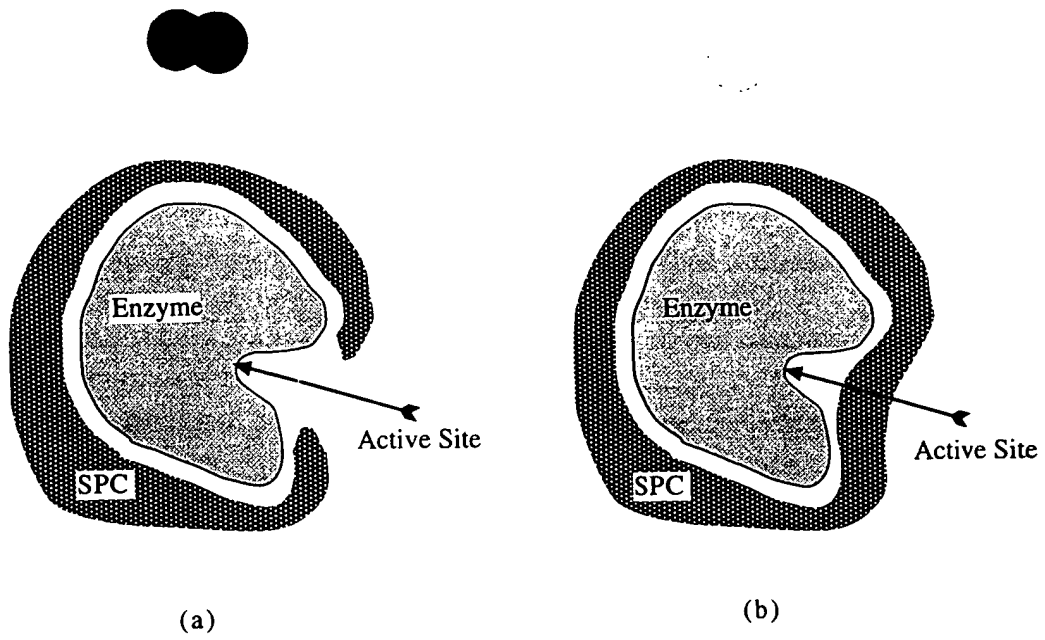 Enzyme
Active Site
SPC
(a)
Enzyme
Active Site
SPC
(b)